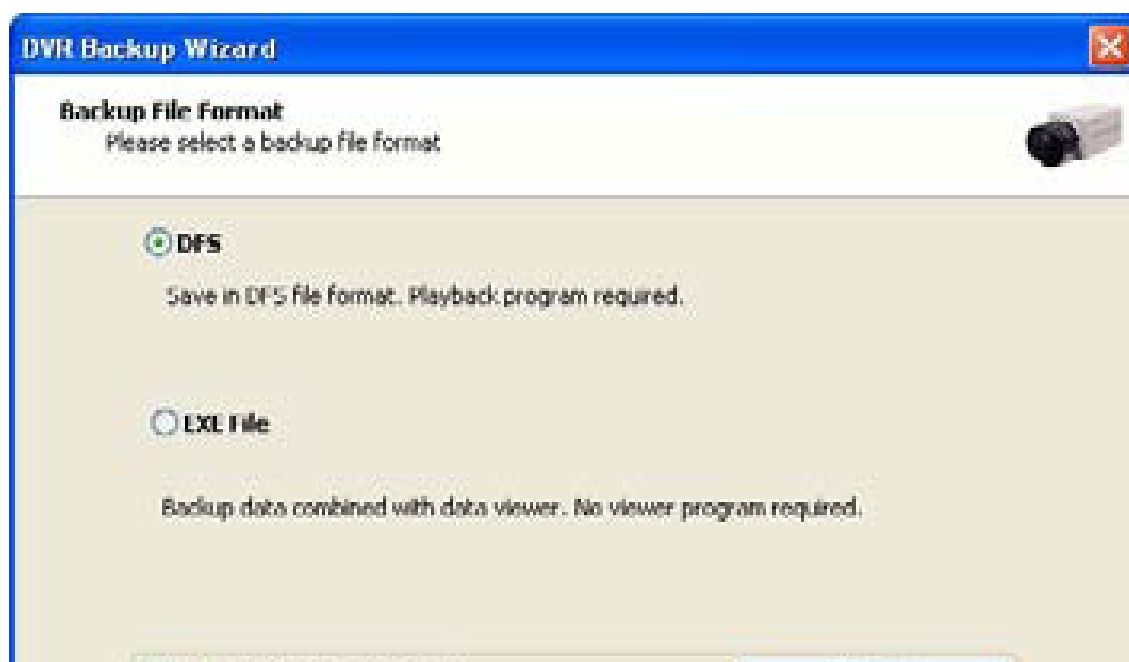 DVR Backup Wizard
Backup File Format
Please select a backup file format
DFS
Save in DFS file format. Playback program required.
EXE File
Backup data combined with data viewer. No viewer program required.